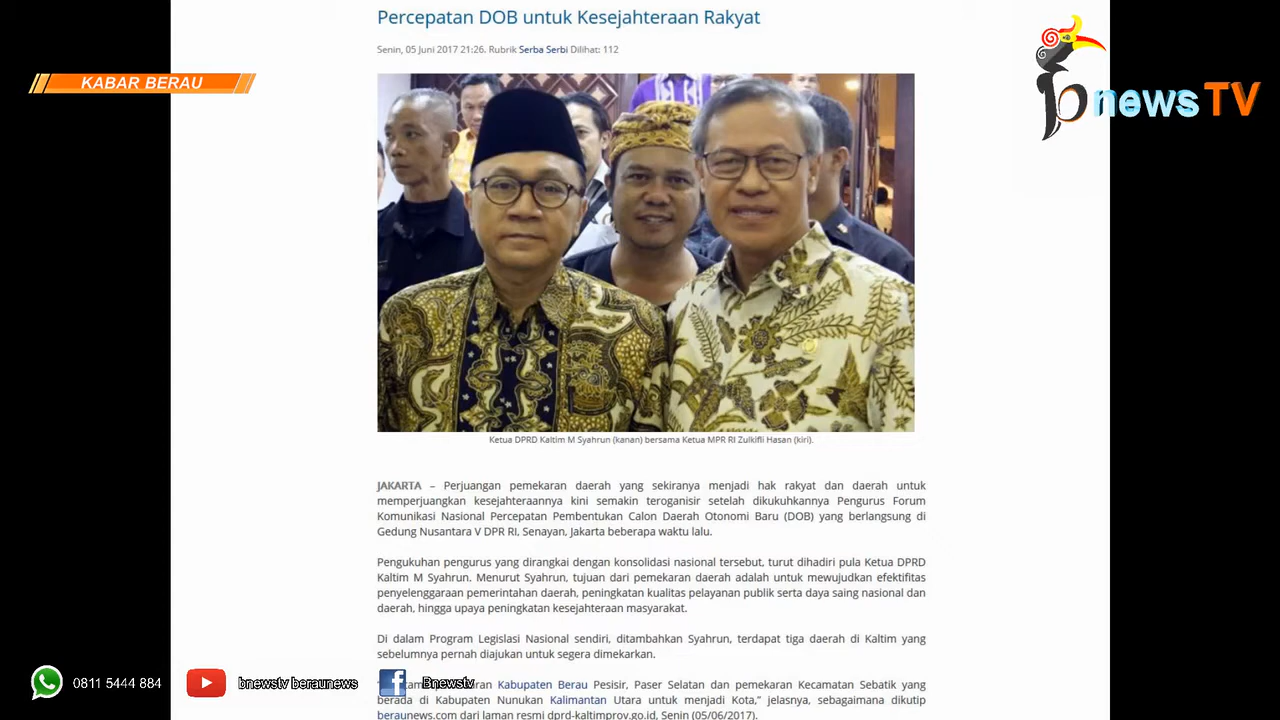 Percepatan DOB untuk Kesejahteraan Rakyat
Senin, 05 Juni 2017 21:26. Rubrik Serba Serbi Dilihat: 112
KABAR BERAU
bnewsTV
Ketua DPRD Kaltim M Syahrun (kanan) bersama Ketua MPR RI Zulkifli Hasan (kiri).
JAKARTA – Perjuangan pemekaran daerah yang sekiranya menjadi hak rakyat dan daerah untuk
memperjuangkan kesejahteraannya kini semakin teroganisir setelah dikukuhkannya Pengurus Forum
Komunikasi Nasional Percepatan Pembentukan Calon Daerah Otonomi Baru (DOB) yang berlangsung di
Gedung Nusantara V DPR RI, Senayan, Jakarta beberapa waktu lalu.
Pengukuhan pengurus yang dirangkai dengan konsolidasi nasional tersebut, turut dihadiri pula Ketua DPRD
Kaltim M Syahrun. Menurut Syahrun, tujuan dari pemekaran daerah adalah untuk mewujudkan efektifitas
penyelenggaraan pemerintahan daerah, peningkatan kualitas pelayanan publik serta daya saing nasional dan
daerah, hingga upaya peningkatan kesejahteraan masyarakat.
Di dalam Program Legislasi Nasional sendiri, ditambahkan Syahrun, terdapat tiga daerah di Kaltim yang
sebelumnya pernah diajukan untuk segera dimekarkan.
Kabupaten Berau Pesisir, Paser Selatan dan pemekaran Kecamatan Sebatik yang
berada di Kabupaten Nunukan Kalimantan Utara untuk menjadi Kota,” jelasnya, sebagaimana dikutip
beraunews.com dari laman resmi dprd-kaltimprov.go.id, Senin (05/06/2017).
0811 5444 884
bnewstv beraunews
Bnewstv